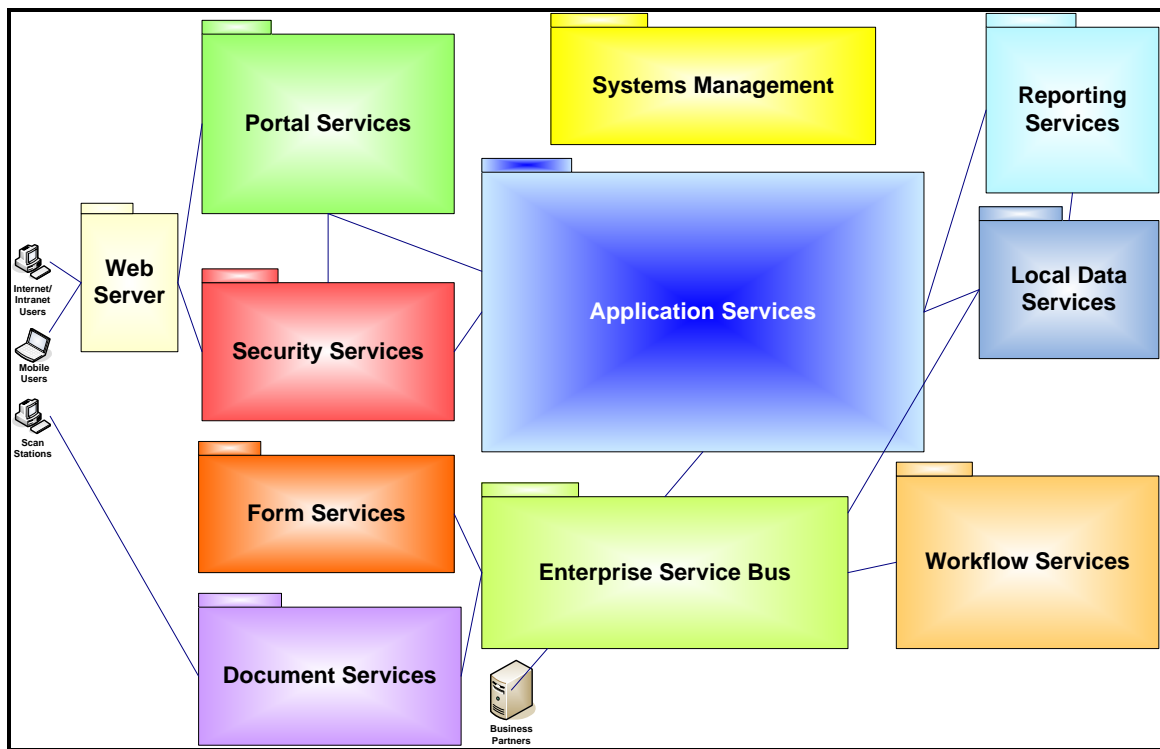 Systems Management
Portal Services
Reporting
Services
Web
Server
Internet/
Intranet
Users
Mobile
Users
Security Services
Application Services
Local Data
Services
Scan
Stations
Form Services
Enterprise Service Bus
Workflow Services
Document Services
Business
Partners